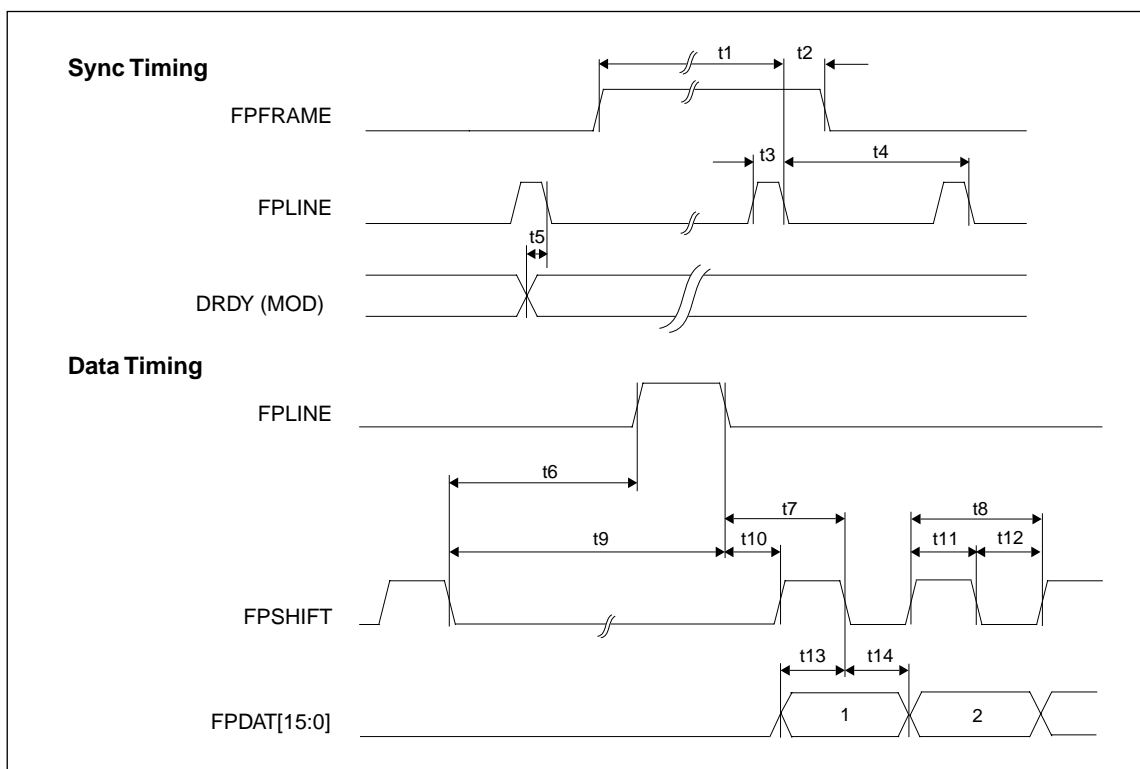 Sync Timing
t1 t2
FPFRAME
t3 t4
FPLINE
t5
DRDY (MOD)
Data Timing
FPLINE
t6
t7 t8
t9 t10 t11 t12
FPSHIFT
t13 t14
FPDAT[15:0] 1 2